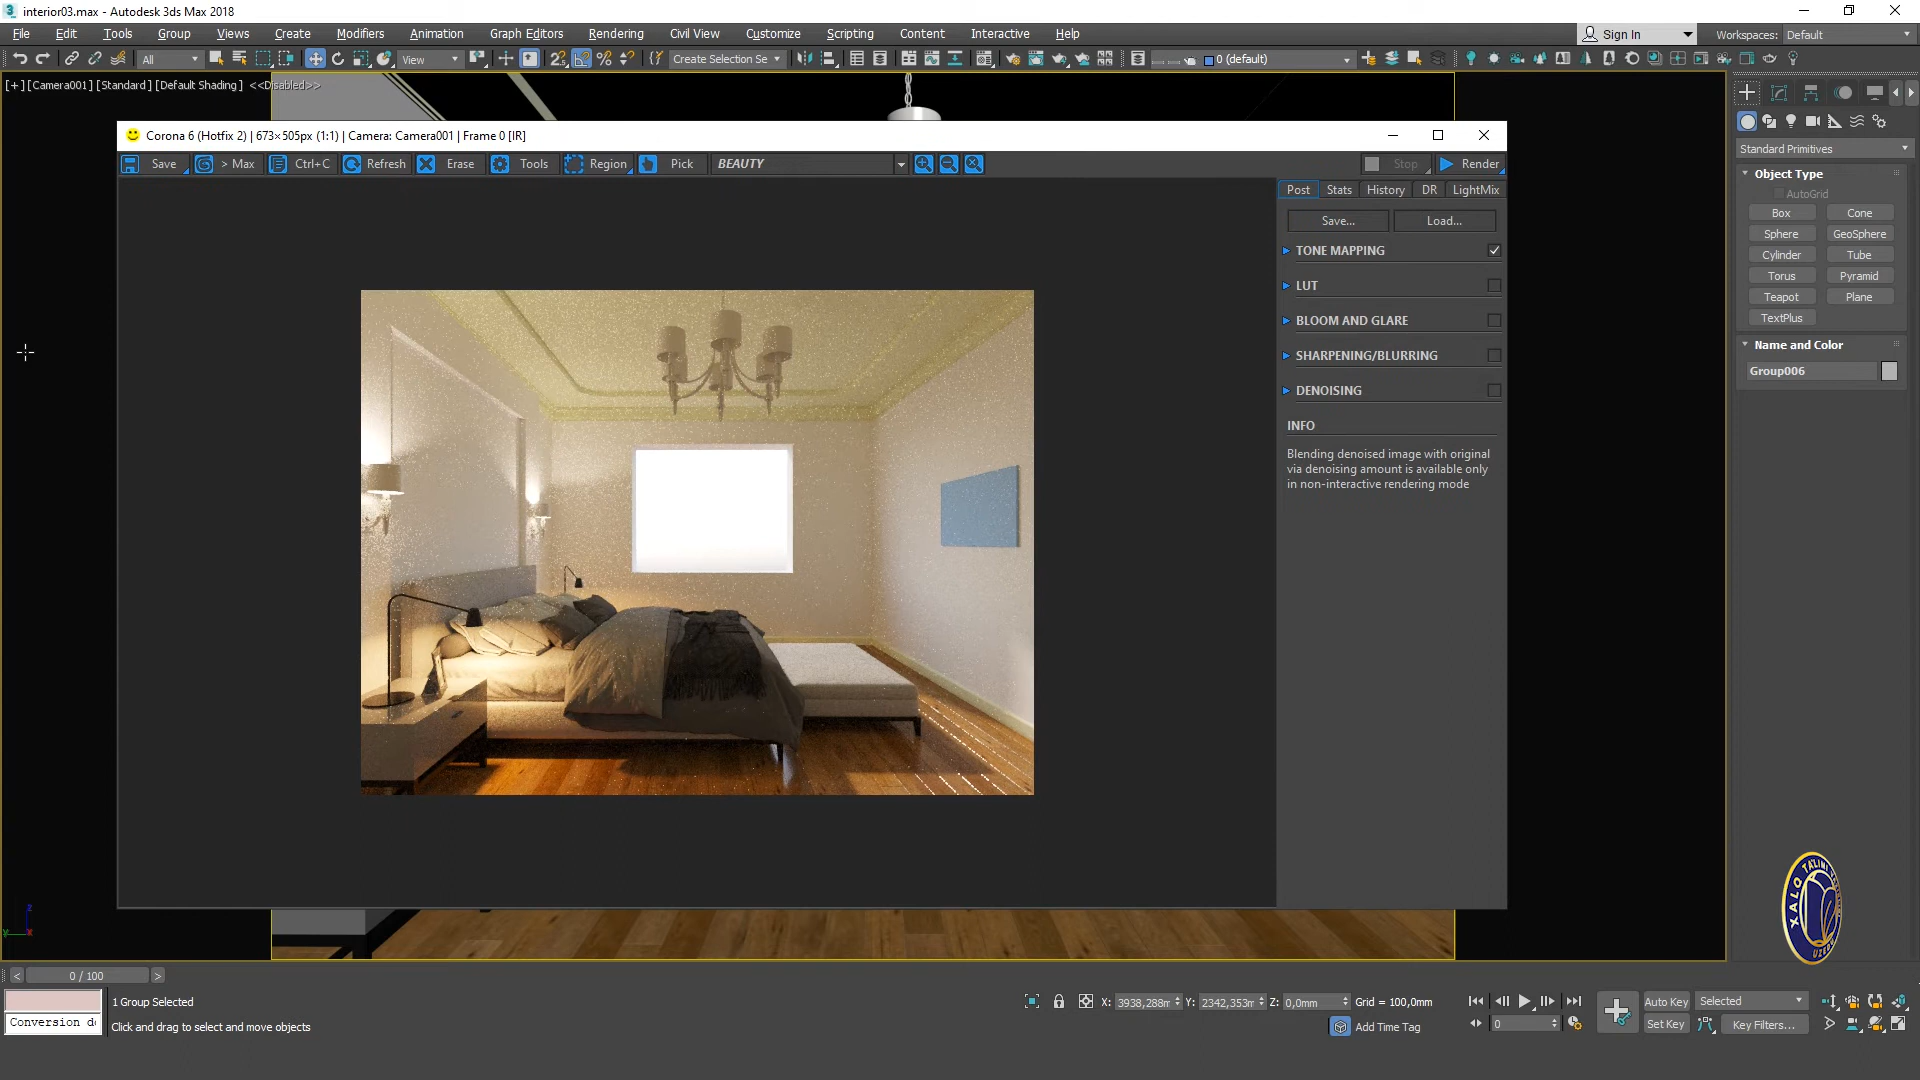 interior03.max - Autodesk 3ds Max 2018
File Edit Tools Group Views Create Modifiers Animation Graph Editors Rendering Civil View Customize Scripting Content Interactive Help
Sign In Workspaces: Default
All View Create Selection Se 0 (default)
[+] [Camera001] [Standard] [Default Shading] <<Disabled>>
Corona 6 (Hotfix 2) | 673×505px (1:1) | Camera: Camera001 | Frame 0 [IR]
Save > Max Ctrl+C Refresh Erase Tools Region Pick BEAUTY Stop Render
Post Stats History DR LightMix
Save... Load...
TONE MAPPING
LUT
BLOOM AND GLARE
SHARPENING/BLURRING
DENOISING
INFO
Blending denoised image with original
via denoising amount is available only
in non-interactive rendering mode
Standard Primitives
Object Type
AutoGrid
Box Cone
Sphere GeoSphere
Cylinder Tube
Torus Pyramid
Teapot Plane
TextPlus
Name and Color
Group006
XALQ TA'LIMI
z
y x
< 0 / 100 >
1 Group Selected
Click and drag to select and move objects
X: 3938,288m Y: 2342,353m Z: 0,0mm Grid = 100,0mm
Add Time Tag
0
Auto Key Selected
Set Key Key Filters...